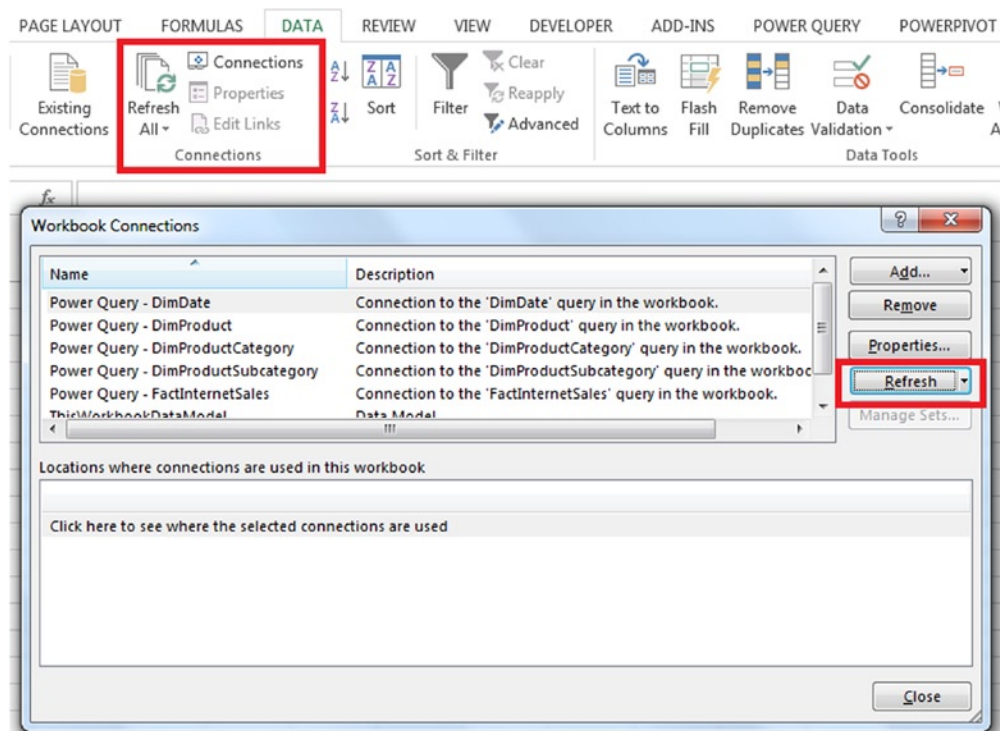 PAGE LAYOUT FORMULAS DATA REVIEW VIEW DEVELOPER ADD-INS POWER QUERY POWERPIVOT
Existing Connections
Refresh All
Connections
Properties
Edit Links
Connections
A Z
Z A
Z A A Z
Sort
Filter
Clear
Reapply
Advanced
Sort & Filter
Text to Columns
Flash Fill
Remove Duplicates
Data Validation
Consolidate
Data Tools
fx
Workbook Connections
?
Name Description
Power Query - DimDate Connection to the 'DimDate' query in the workbook.
Power Query - DimProduct Connection to the 'DimProduct' query in the workbook.
Power Query - DimProductCategory Connection to the 'DimProductCategory' query in the workbook.
Power Query - DimProductSubcategory Connection to the 'DimProductSubcategory' query in the workboo
Power Query - FactInternetSales Connection to the 'FactInternetSales' query in the workbook.
ThisWorkbookDataModel Data Model
Add...
Remove
Properties...
Refresh
Manage Sets...
Locations where connections are used in this workbook
Click here to see where the selected connections are used
Close